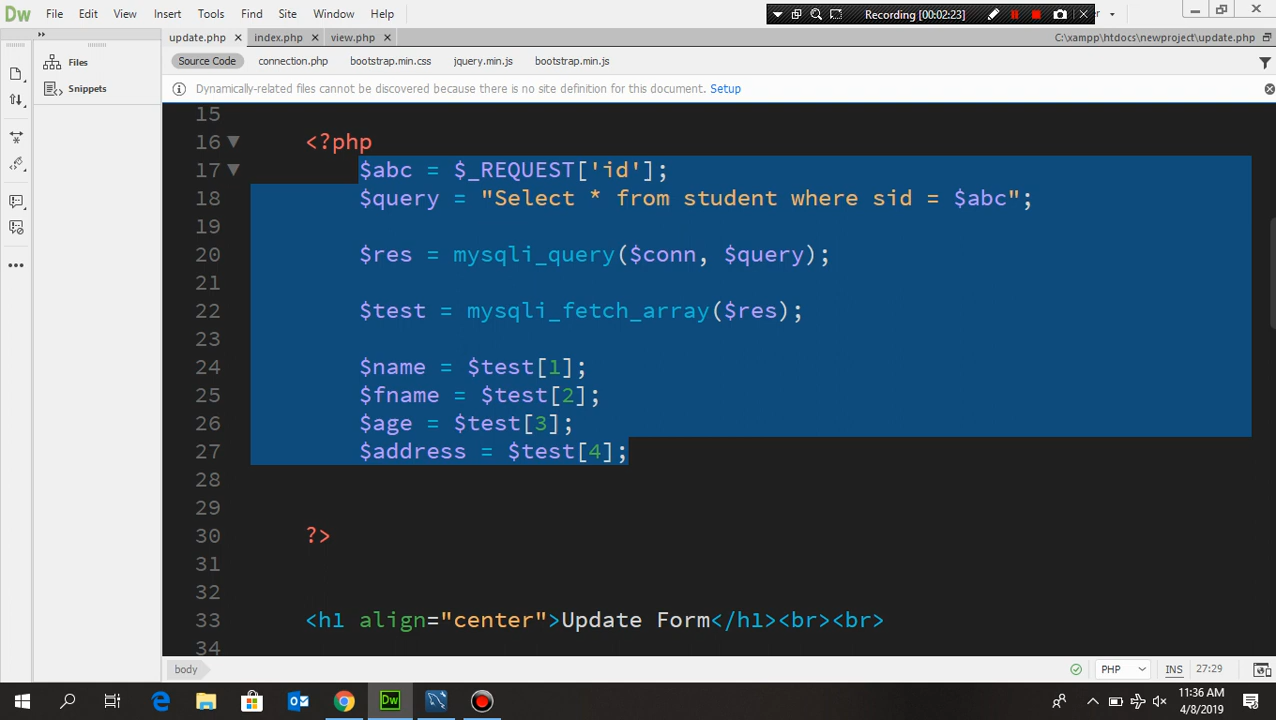 Dw File Edit View Insert Tools Find Site Window Help
Recording [00:02:23]
update.php × index.php × view.php ×
C:\xampp\htdocs\newproject\update.php
Source Code connection.php bootstrap.min.css jquery.min.js bootstrap.min.js
Files
Snippets
Dynamically-related files cannot be discovered because there is no site definition for this document. Setup
15
16 <?php
17 $abc = $_REQUEST['id'];
18 $query = "Select * from student where sid = $abc";
19
20 $res = mysqli_query($conn, $query);
21
22 $test = mysqli_fetch_array($res);
23
24 $name = $test[1];
25 $fname = $test[2];
26 $age = $test[3];
27 $address = $test[4];
28
29
30 ?>
31
32
33 <h1 align="center">Update Form</h1><br><br>
34
body
PHP INS 27:29
Dw
11:36 AM
4/8/2019